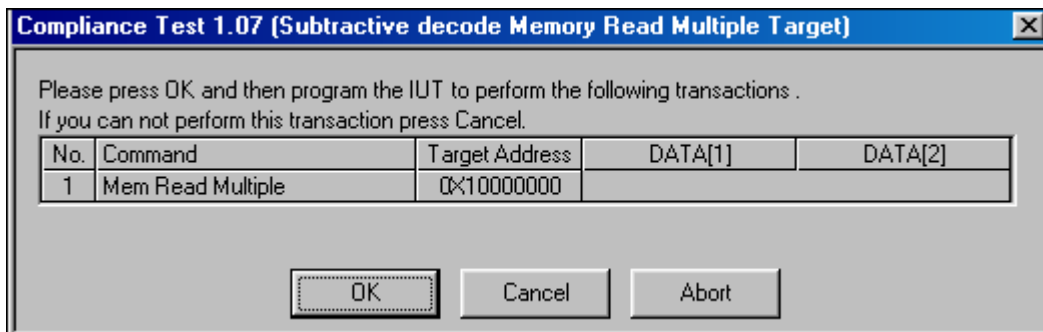 Compliance Test 1.07 (Subtractive decode Memory Read Multiple Target)
Please press OK and then program the IUT to perform the following transactions .
If you can not perform this transaction press Cancel.
No. Command Target Address DATA[1] DATA[2]
1 Mem Read Multiple 0X10000000
OK Cancel Abort